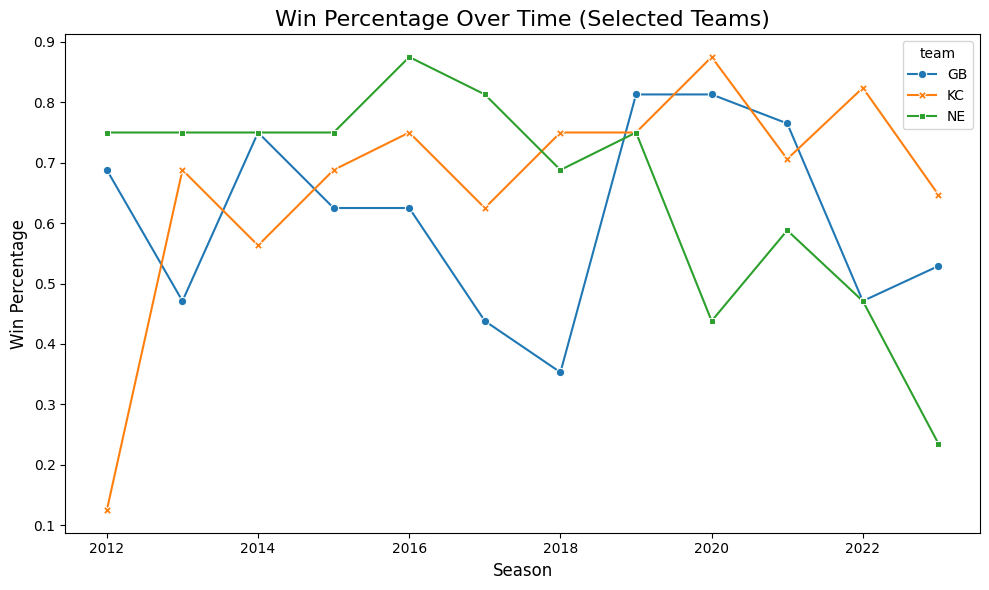 Win Percentage Over Time (Selected Teams)
team
GB
KC
NE
0.9
0.8
0.7
0.6
0.5
0.4
0.3
0.2
0.1
Win Percentage
2012 2014 2016 2018 2020 2022
Season